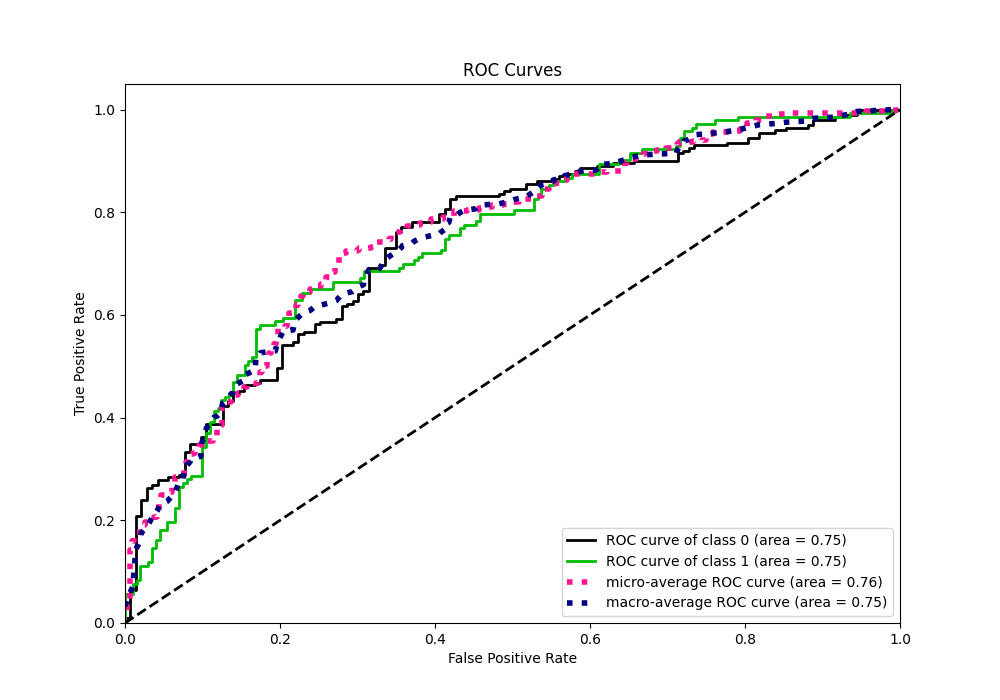 ROC Curves
True Positive Rate
1.0
0.8
0.6
0.4
0.2
0.0
0.0 0.2 0.4 0.6 0.8 1.0
False Positive Rate
ROC curve of class 0 (area = 0.75)
ROC curve of class 1 (area = 0.75)
micro-average ROC curve (area = 0.76)
macro-average ROC curve (area = 0.75)